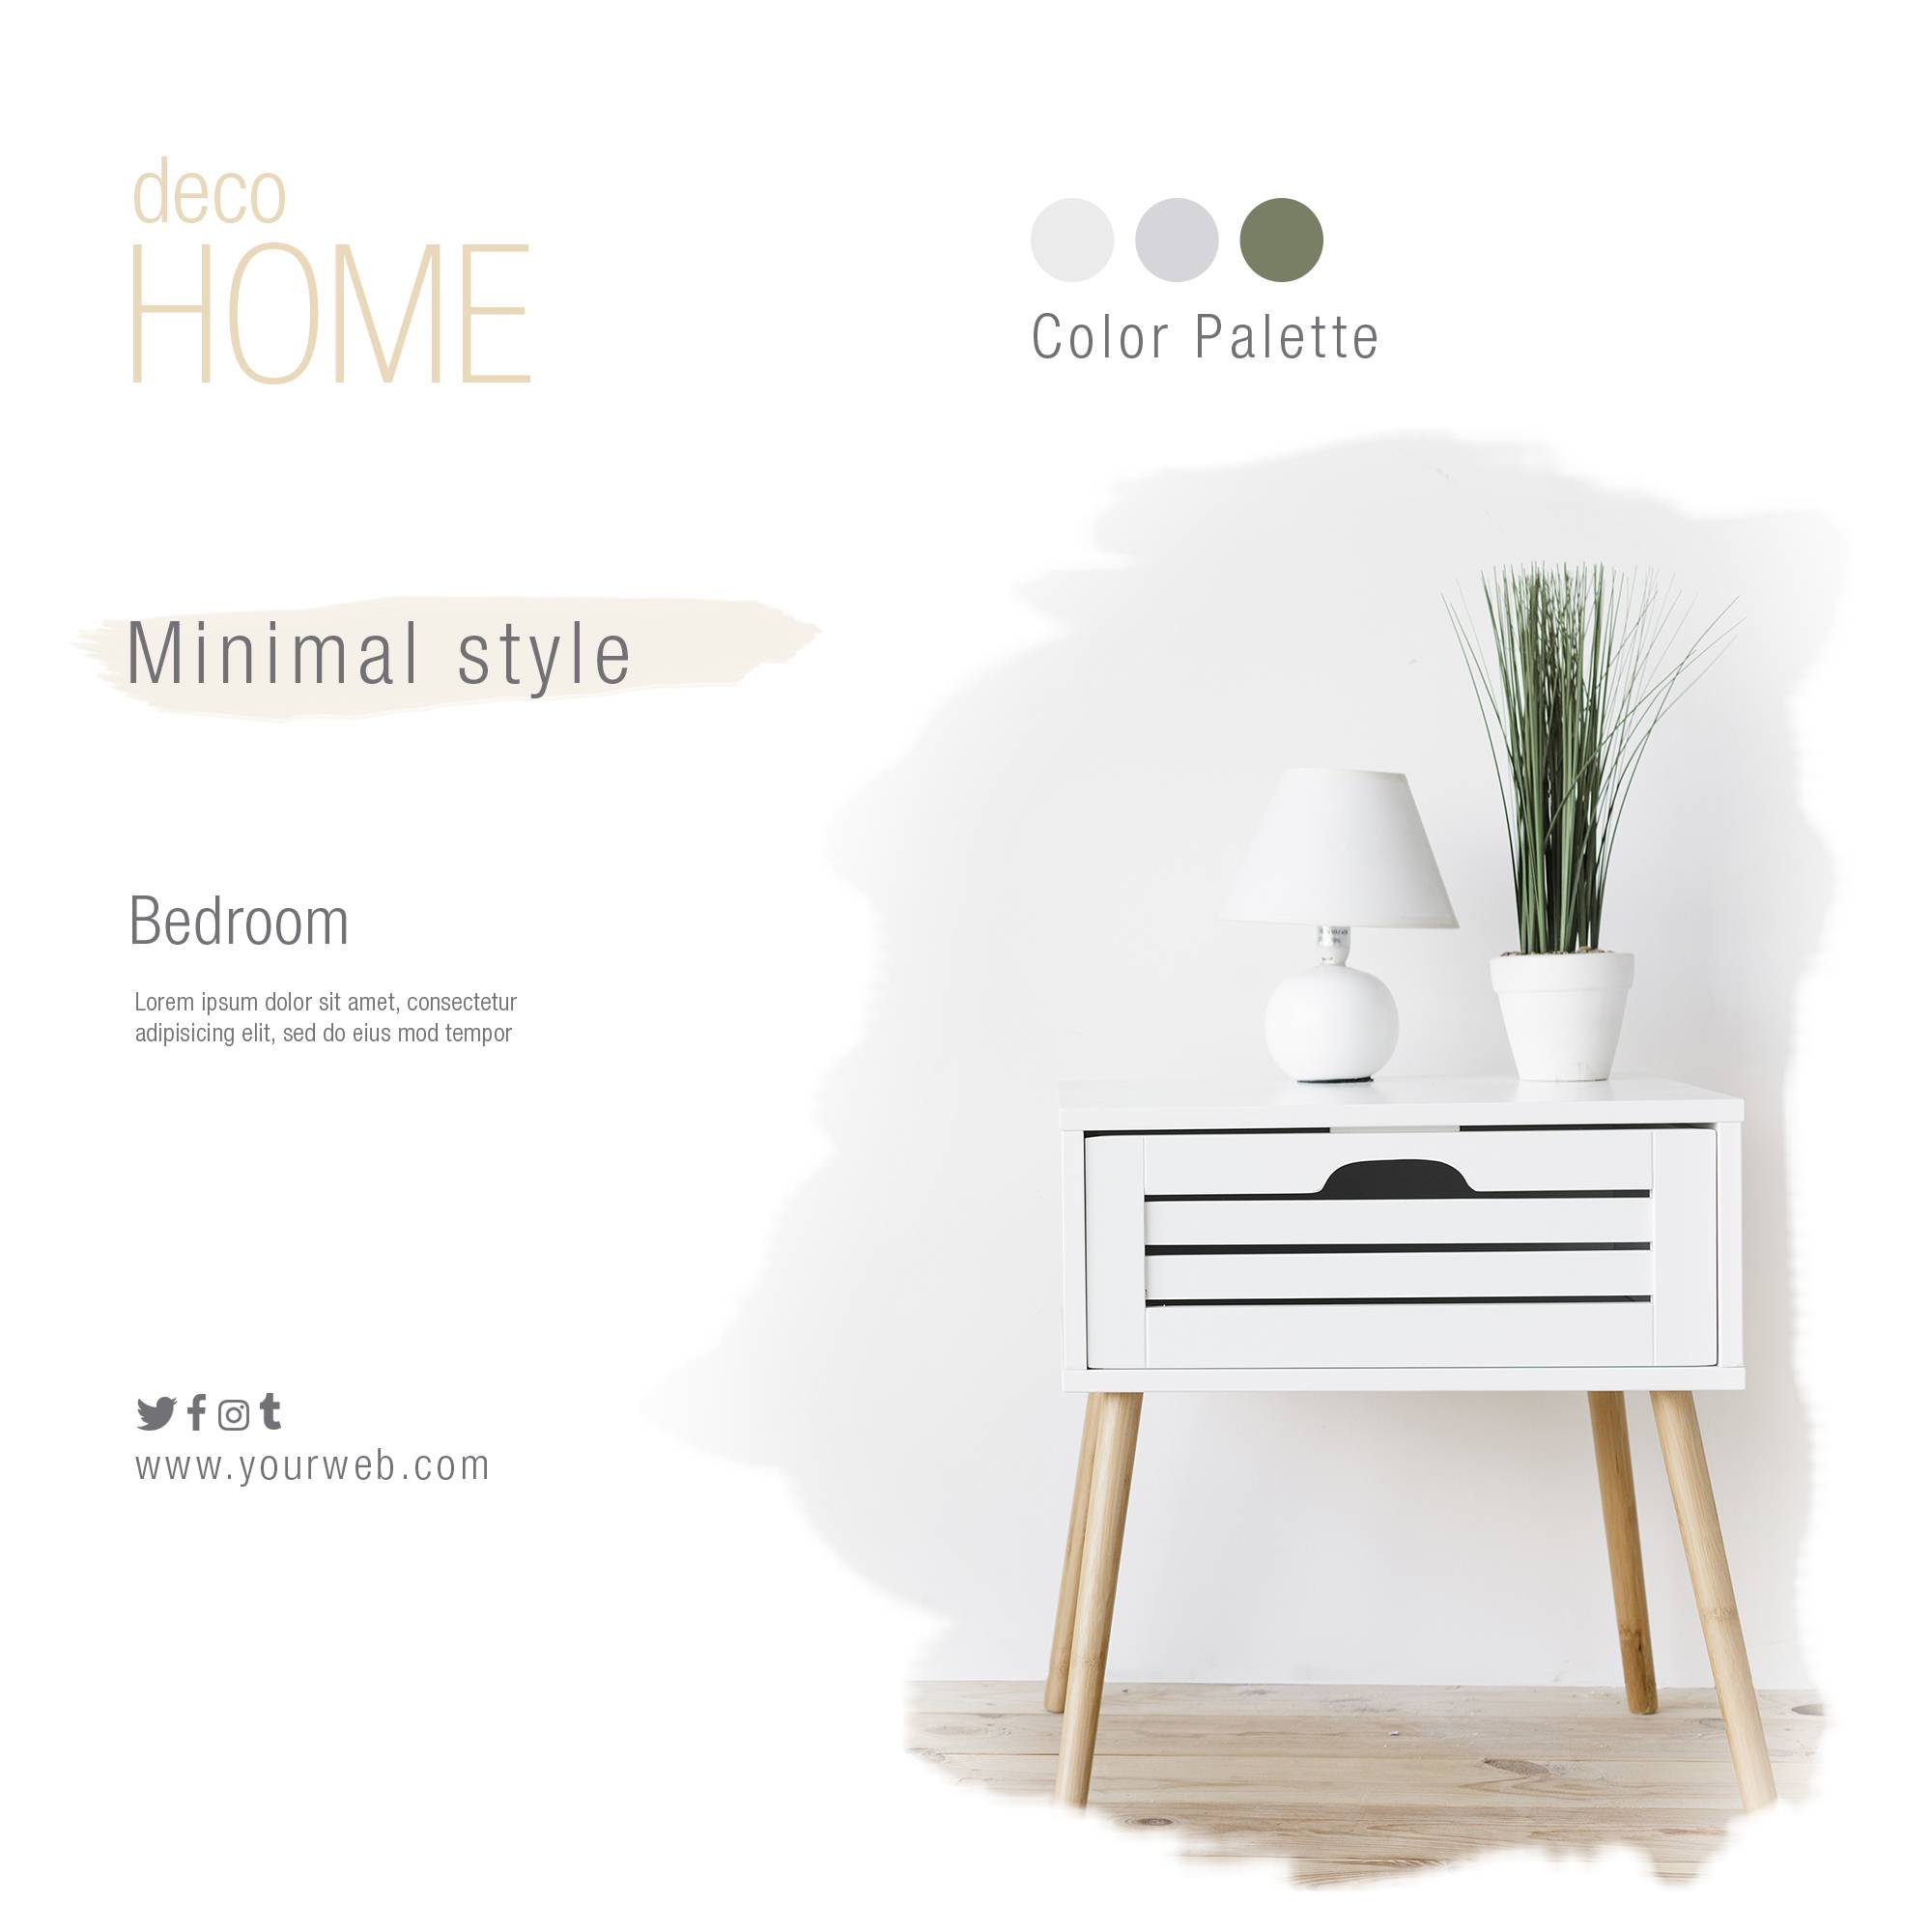 deco
HOME
Color Palette
Minimal style
Bedroom
Lorem ipsum dolor sit amet, consectetur
adipisicing elit, sed do eius mod tempor
www.yourweb.com